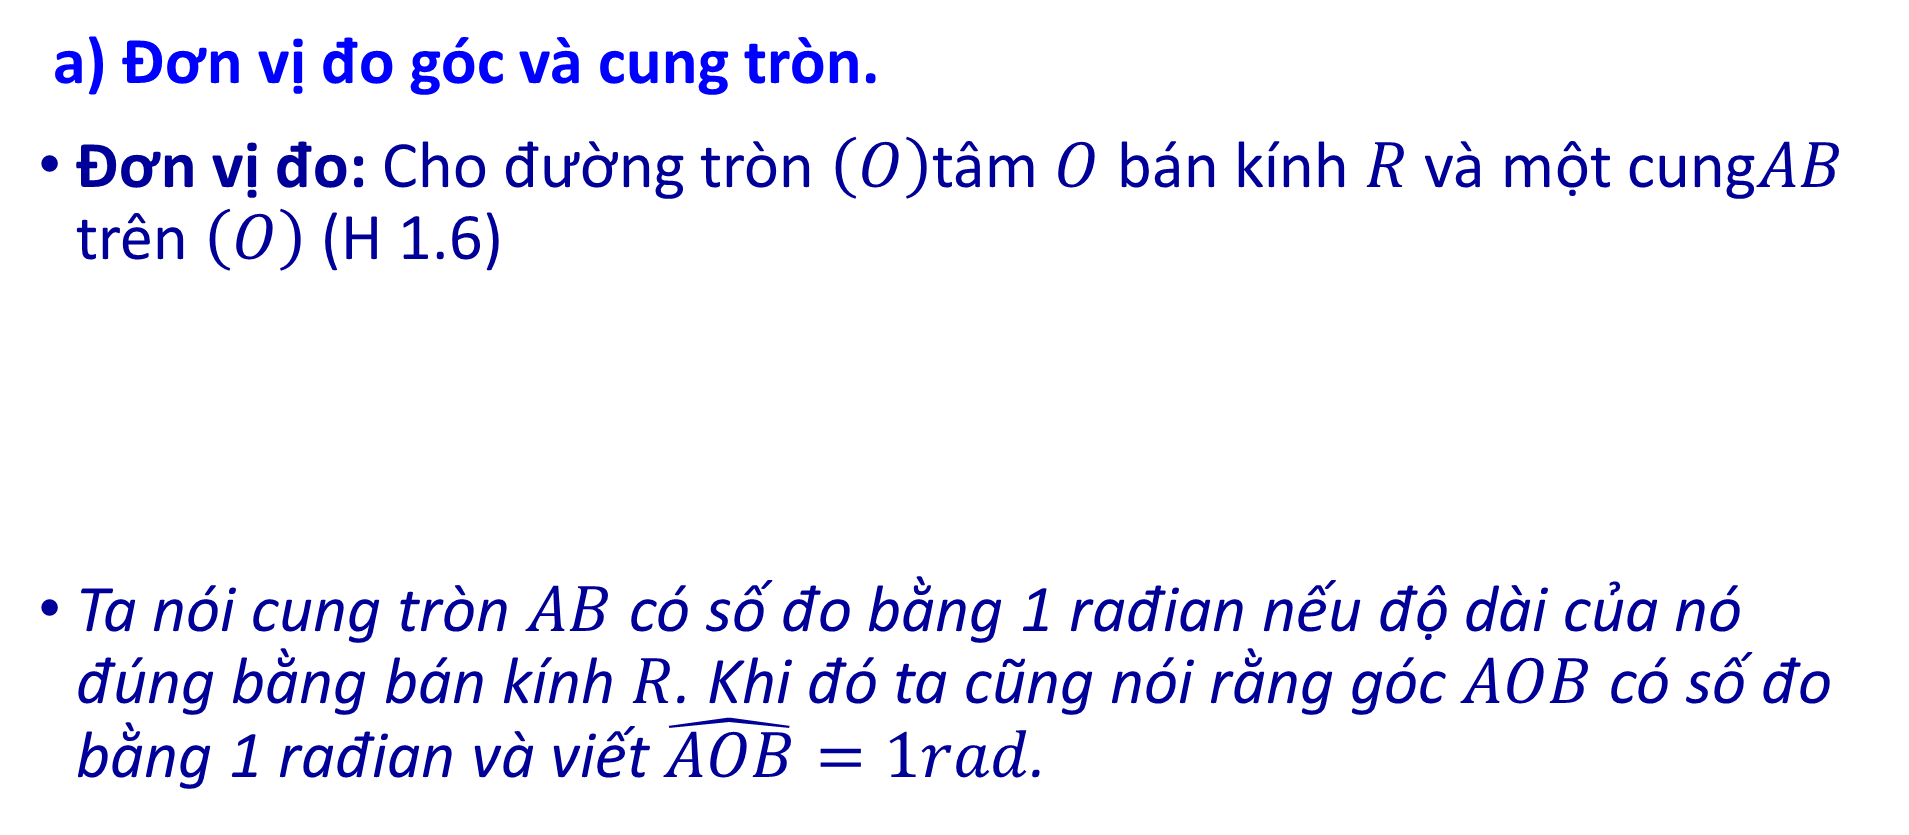 a) Đơn vị đo góc và cung tròn.
• Đơn vị đo: Cho đường tròn (O)tâm O bán kính R và một cungAB
trên (O) (H 1.6)
• Ta nói cung tròn AB có số đo bằng 1 rađian nếu độ dài của nó
đúng bằng bán kính R. Khi đó ta cũng nói rằng góc AOB có số đo
bằng 1 rađian và viết \widehat{AOB} = 1rad.